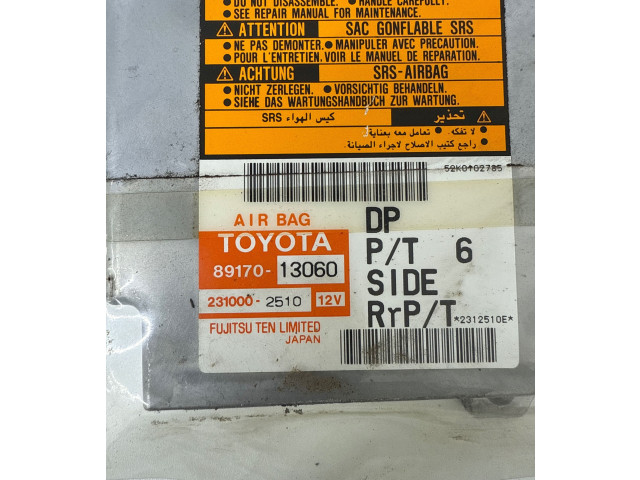 ● DO NOT DISASSEMBLE. ● HANDLE CAREFULLY.
● SEE REPAIR MANUAL FOR MAINTENANCE.
ATTENTION SAC GONFLABLE SRS
● NE PAS DEMONTER. ● MANIPULER AVEC PRECAUTION.
● POUR L'ENTRETIEN, VOIR LE MANUEL DE REPARATION.
ACHTUNG SRS-AIRBAG
● NICHT ZERLEGEN. ● VORSICHTIG BEHANDELN.
● SIEHE DAS WARTUNGSHANDBUCH ZUR WARTUNG.
تحذير كيس الهواء SRS
● لا تفكه. ● تعامل معه بعناية.
● راجع كتيب الاصلاح لاجراء الصيانة.
52K0102785
AIR BAG
TOYOTA
89170-13060
231000-2510 12V
FUJITSU TEN LIMITED
JAPAN
DP
P/T 6
SIDE
RrP/T
*2312510E*